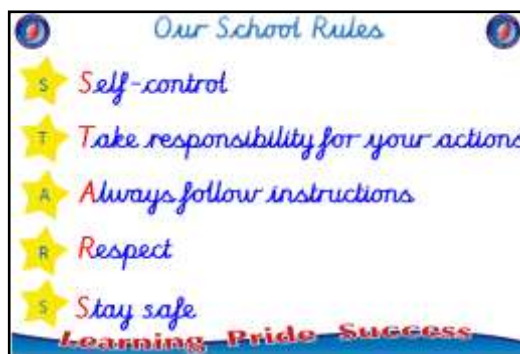 Our School Rules
S Self-control
T Take responsibility for your actions
A Always follow instructions
R Respect
S Stay safe
Learning Pride Success